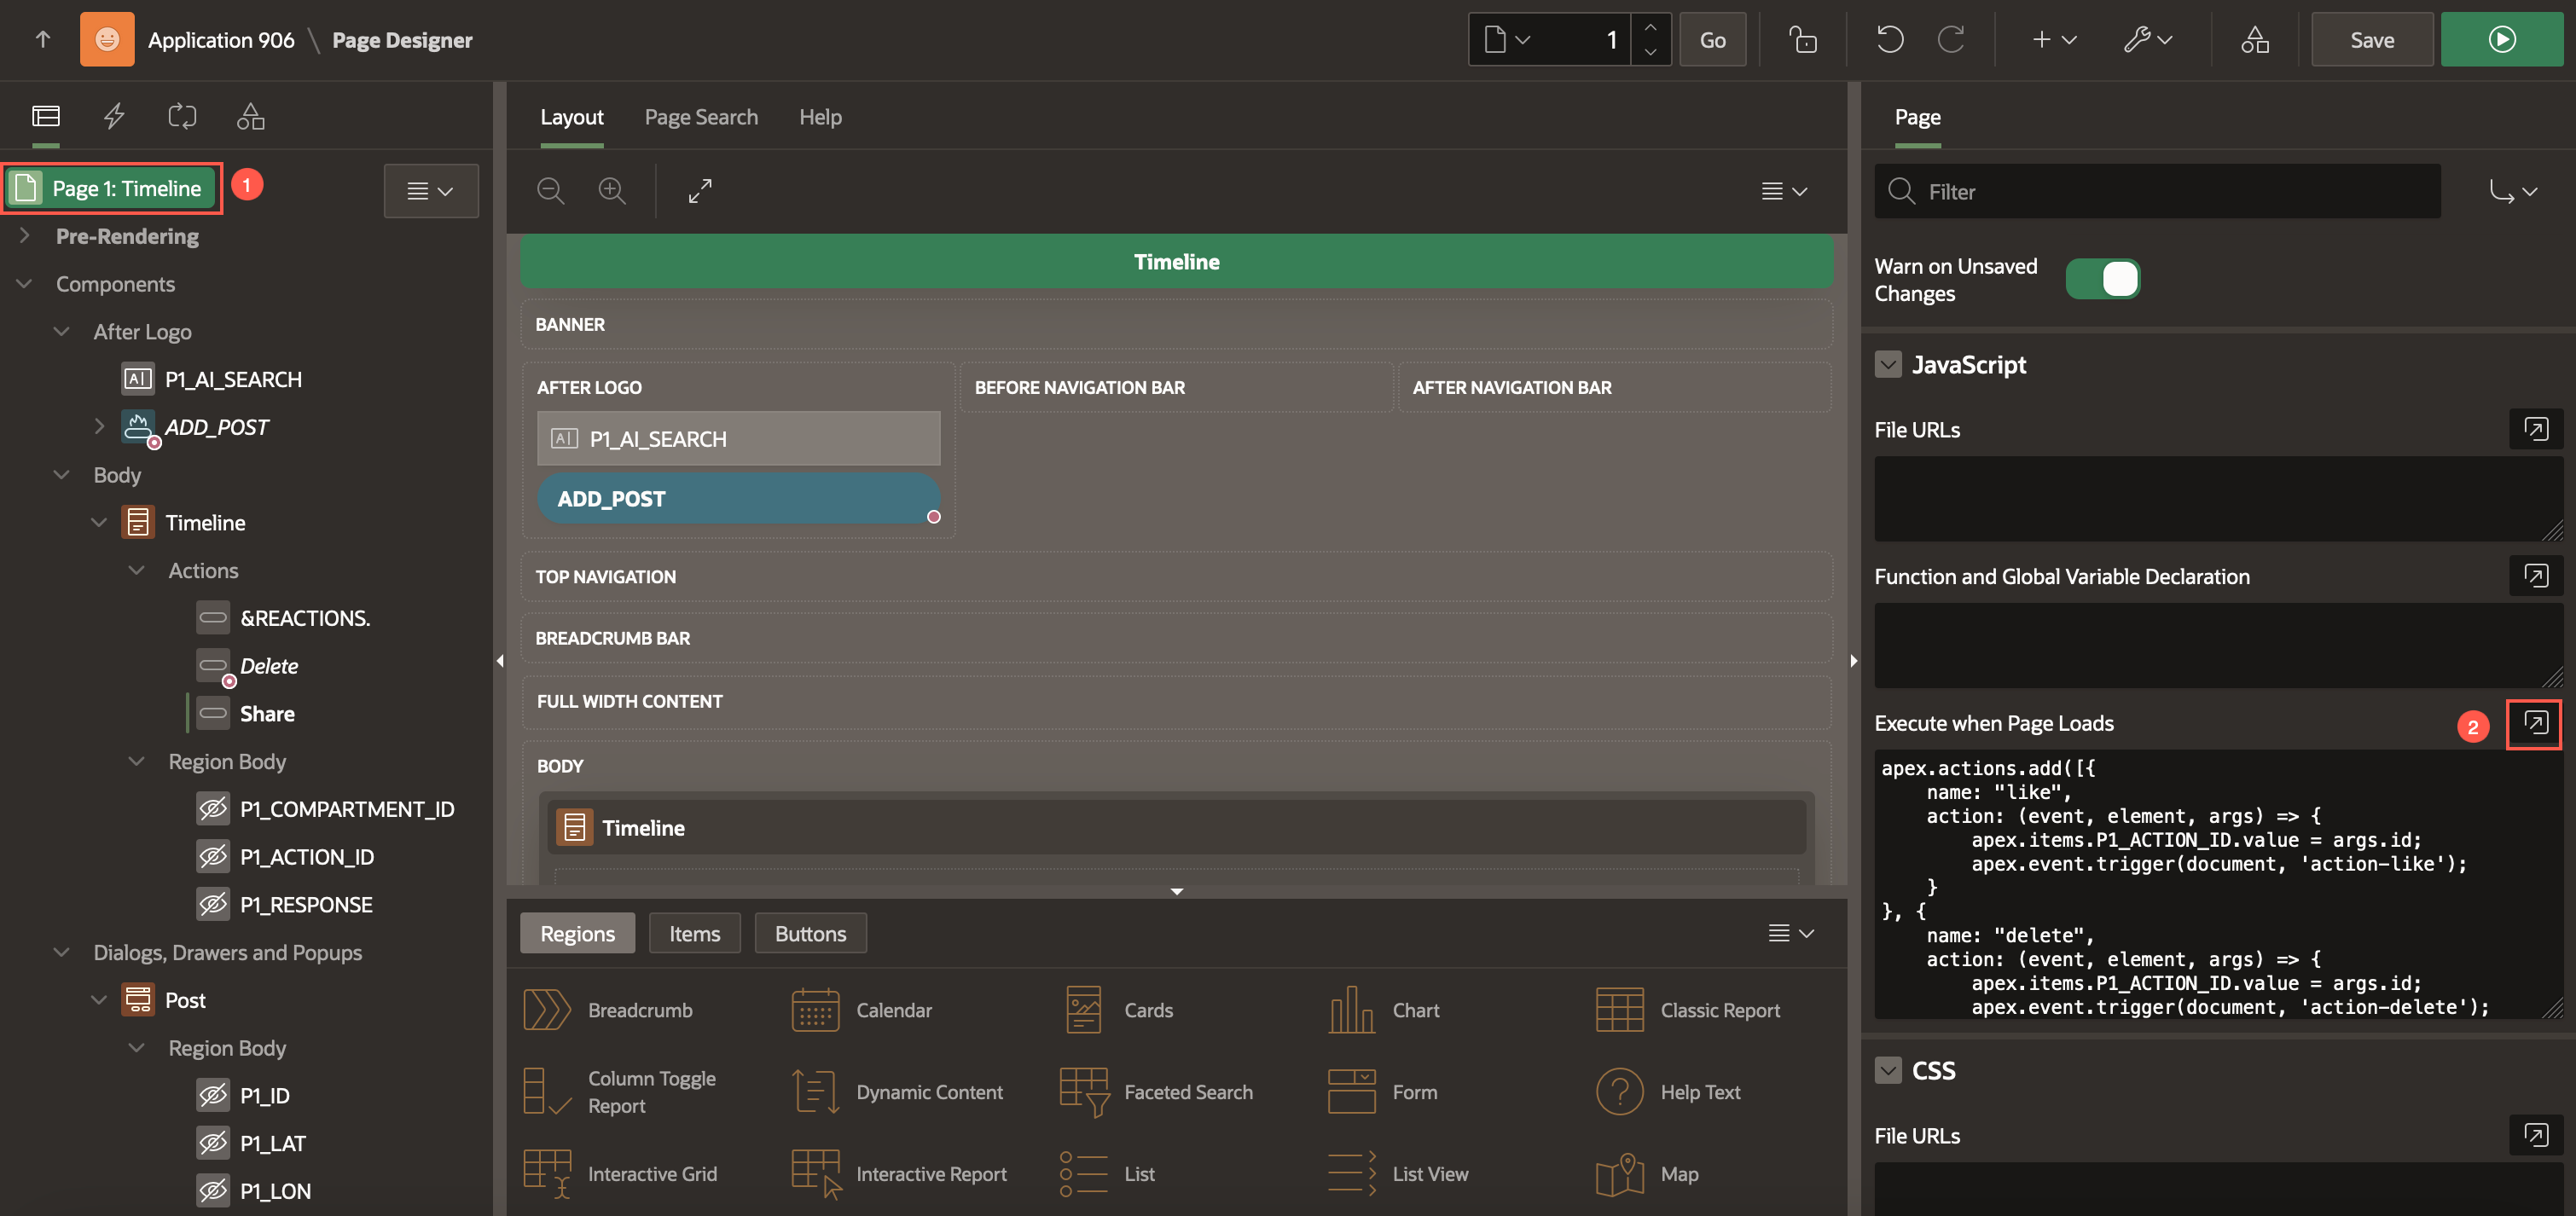 Application 906 \ Page Designer
1
Go
Save
Page 1: Timeline
1
Pre-Rendering
Components
After Logo
P1_AI_SEARCH
ADD_POST
Body
Timeline
Actions
&REACTIONS.
Delete
Share
Region Body
P1_COMPARTMENT_ID
P1_ACTION_ID
P1_RESPONSE
Dialogs, Drawers and Popups
Post
Region Body
P1_ID
P1_LAT
P1_LON
Layout
Page Search
Help
Timeline
BANNER
AFTER LOGO
BEFORE NAVIGATION BAR
AFTER NAVIGATION BAR
P1_AI_SEARCH
ADD_POST
TOP NAVIGATION
BREADCRUMB BAR
FULL WIDTH CONTENT
BODY
Timeline
Regions
Items
Buttons
Breadcrumb
Calendar
Cards
Chart
Classic Report
Column Toggle
Report
Dynamic Content
Faceted Search
Form
Help Text
Interactive Grid
Interactive Report
List
List View
Map
Page
Filter
Warn on Unsaved
Changes
JavaScript
File URLs
Function and Global Variable Declaration
Execute when Page Loads
2
apex.actions.add([{
    name: "like",
    action: (event, element, args) => {
        apex.items.P1_ACTION_ID.value = args.id;
        apex.event.trigger(document, 'action-like');
    }
}, {
    name: "delete",
    action: (event, element, args) => {
        apex.items.P1_ACTION_ID.value = args.id;
        apex.event.trigger(document, 'action-delete');
CSS
File URLs